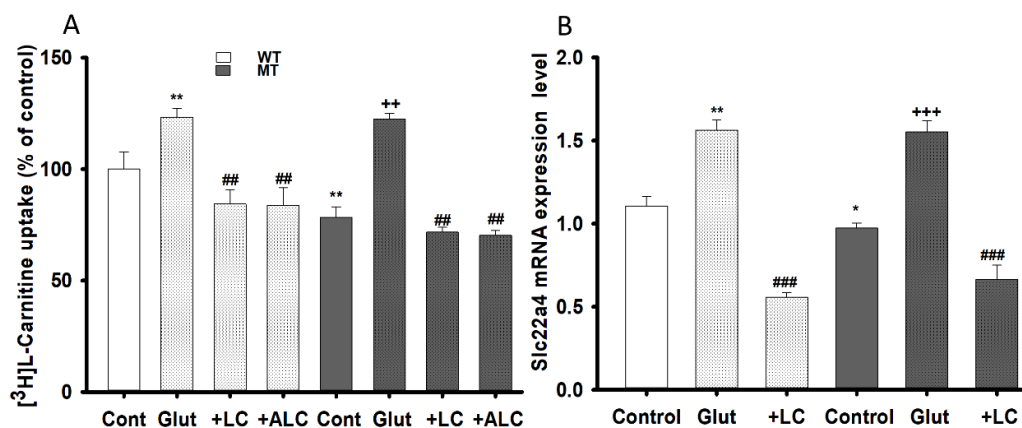 A
[³H]L-Carnitine uptake (% of control)
150
100
50
0
WT
MT
**
##
##
**
++
##
##
Cont Glut +LC +ALC Cont Glut +LC +ALC
B
Slc22a4 mRNA expression level
2.0
1.5
1.0
0.5
0.0
**
###
*
+++
###
Control Glut +LC Control Glut +LC